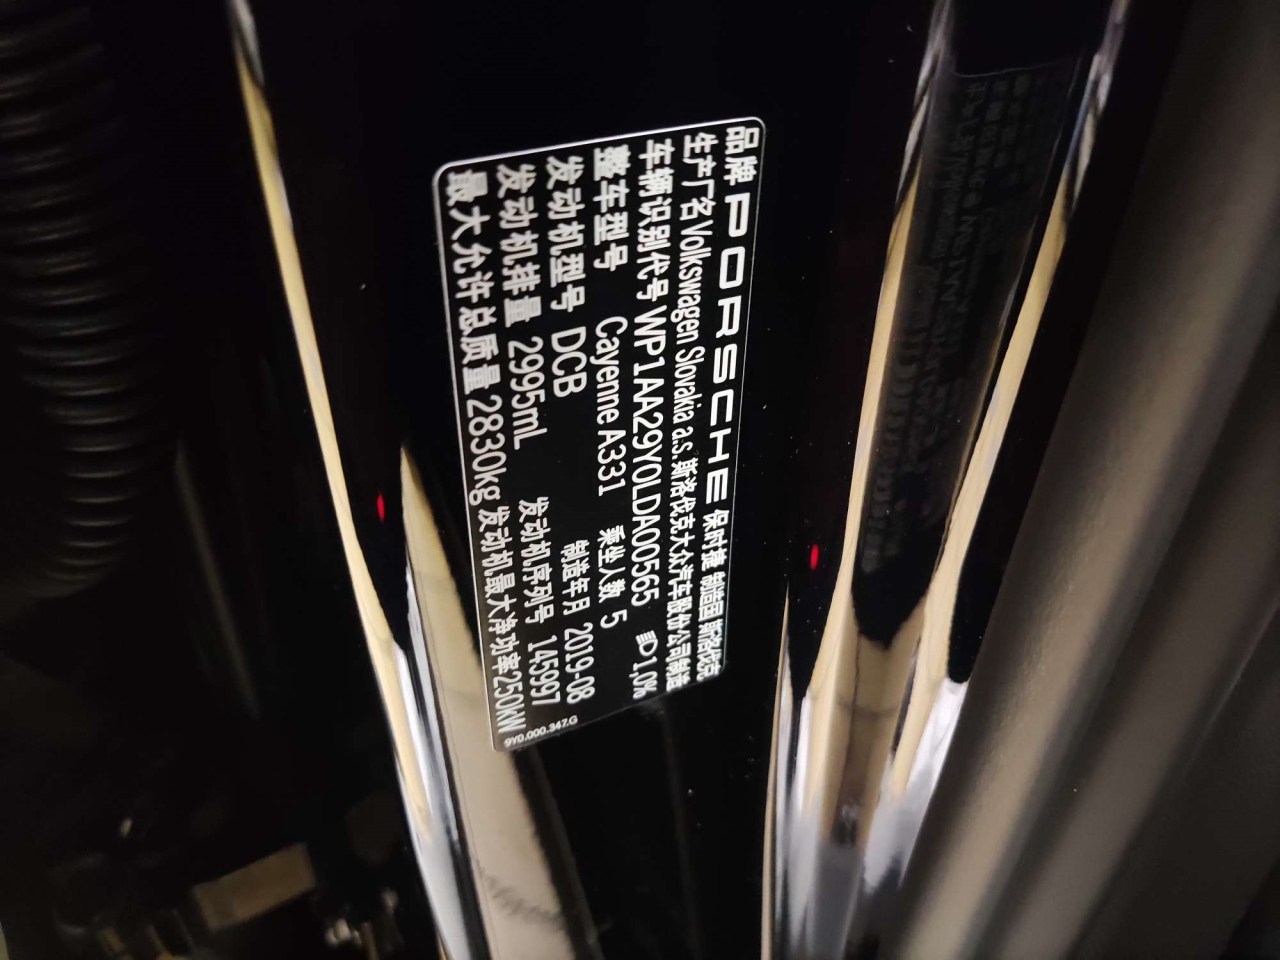 品牌 PORSCHE 保时捷 制造国 斯洛伐克
生产厂名 Volkswagen Slovakia a.s. 斯洛伐克大众汽车股份公司制造
车辆识别代号 WP1AA29Y0LDA00565 1,0%
整车型号 Cayenne A331 乘坐人数 5
发动机型号 DCB 制造年月 2019-08
发动机排量 2995mL 发动机序列号 145997
最大允许总质量 2830kg 发动机最大净功率250kW
9Y0.000.347.G